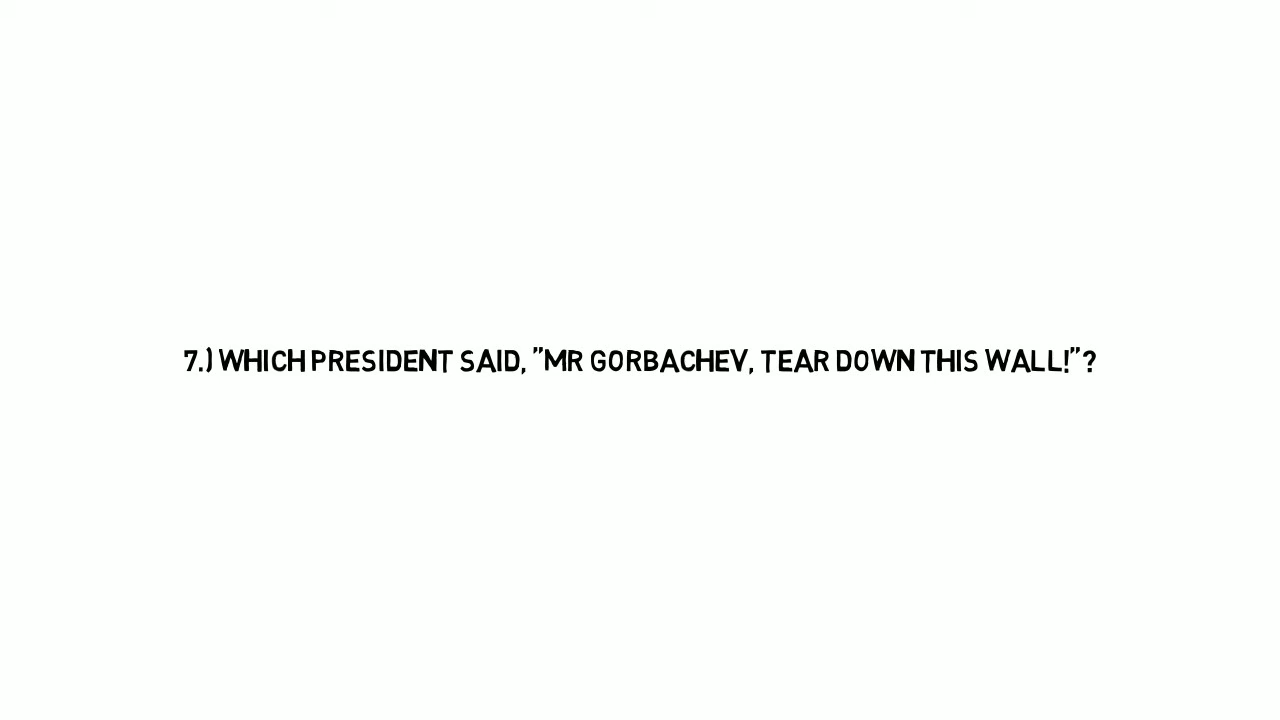 7.) WHICH PRESIDENT SAID, "MR GORBACHEV, TEAR DOWN THIS WALL!"?